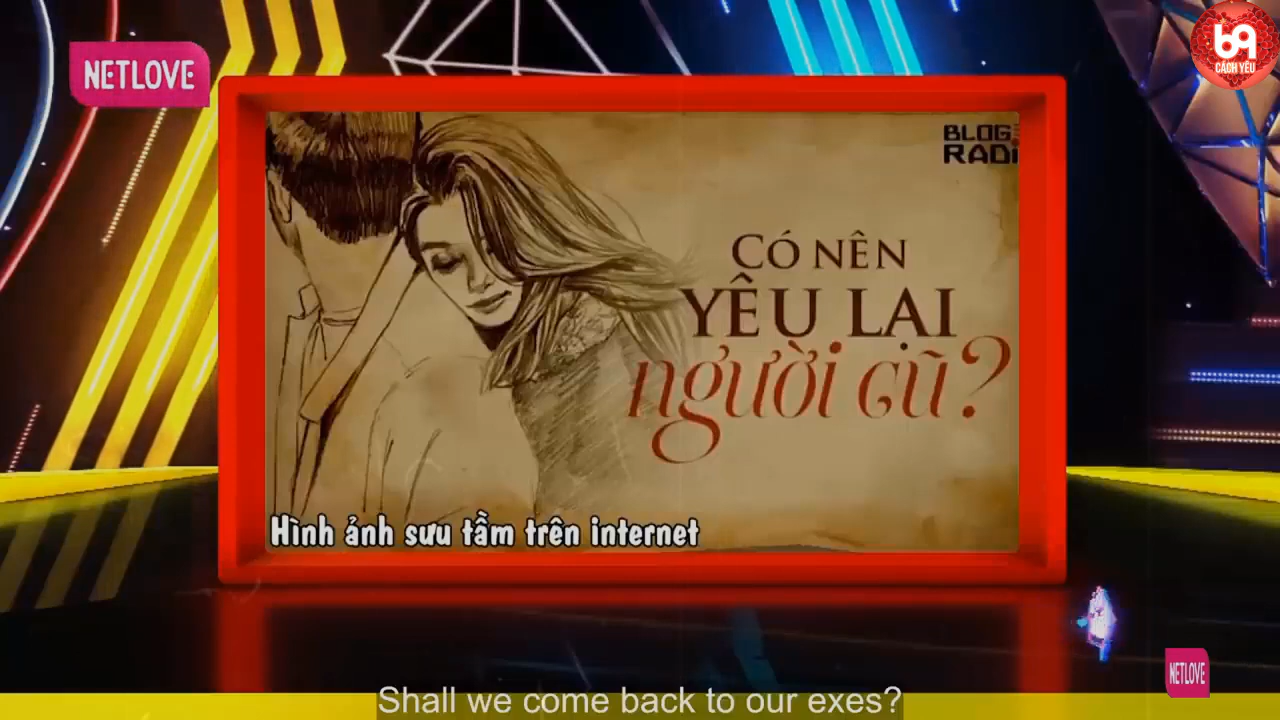 NETLOVE
69
CÁCH YÊU
BLOG
RADI
CÓ NÊN
YÊU LẠI
người cũ?
Hình ảnh sưu tầm trên internet
NETLOVE
Shall we come back to our exes?